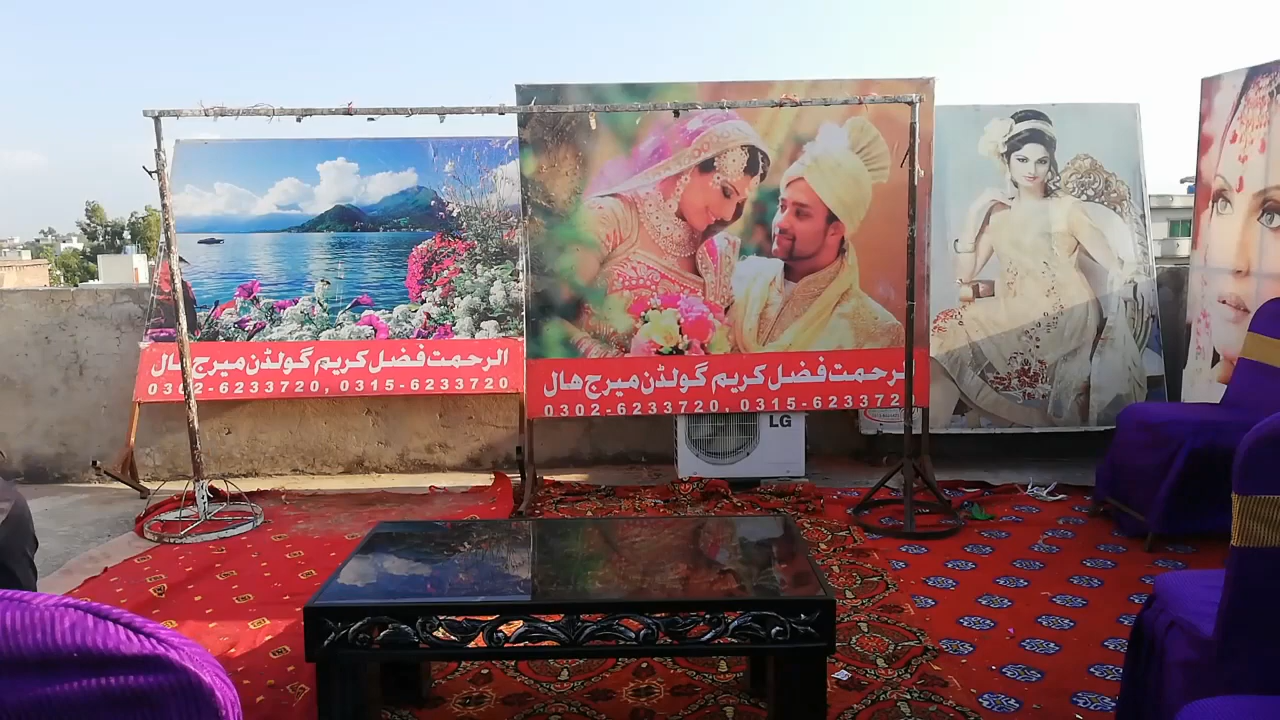 الرحمت فضل کریم گولڈن میرج ہال
0302-6233720, 0315-6233720
رحمت فضل کریم گولڈن میرج ہال
0302-6233720, 0315-623372
LG